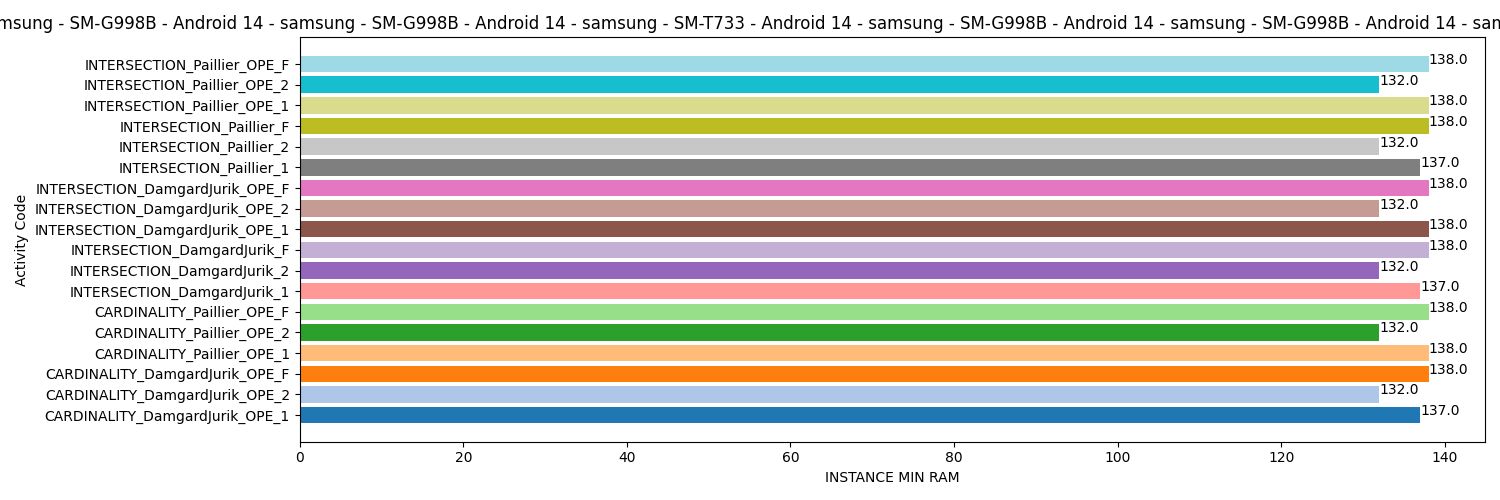 msung - SM-G998B - Android 14 - samsung - SM-G998B - Android 14 - samsung - SM-T733 - Android 14 - samsung - SM-G998B - Android 14 - samsung - SM-G998B - Android 14 - sam
INTERSECTION_Paillier_OPE_F 138.0
INTERSECTION_Paillier_OPE_2 132.0
INTERSECTION_Paillier_OPE_1 138.0
INTERSECTION_Paillier_F 138.0
INTERSECTION_Paillier_2 132.0
INTERSECTION_Paillier_1 137.0
INTERSECTION_DamgardJurik_OPE_F 138.0
INTERSECTION_DamgardJurik_OPE_2 132.0
INTERSECTION_DamgardJurik_OPE_1 138.0
INTERSECTION_DamgardJurik_F 138.0
INTERSECTION_DamgardJurik_2 132.0
INTERSECTION_DamgardJurik_1 137.0
CARDINALITY_Paillier_OPE_F 138.0
CARDINALITY_Paillier_OPE_2 132.0
CARDINALITY_Paillier_OPE_1 138.0
CARDINALITY_DamgardJurik_OPE_F 138.0
CARDINALITY_DamgardJurik_OPE_2 132.0
CARDINALITY_DamgardJurik_OPE_1 137.0
Activity Code
0 20 40 60 80 100 120 140
INSTANCE MIN RAM